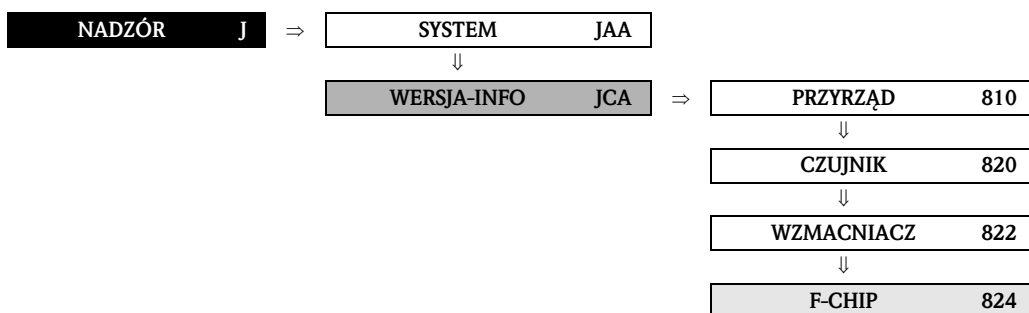 NADZÓR J ⇒ SYSTEM JAA
⇓
WERSJA-INFO JCA ⇒ PRZYRZĄD 810
⇓
CZUJNIK 820
⇓
WZMACNIACZ 822
⇓
F-CHIP 824